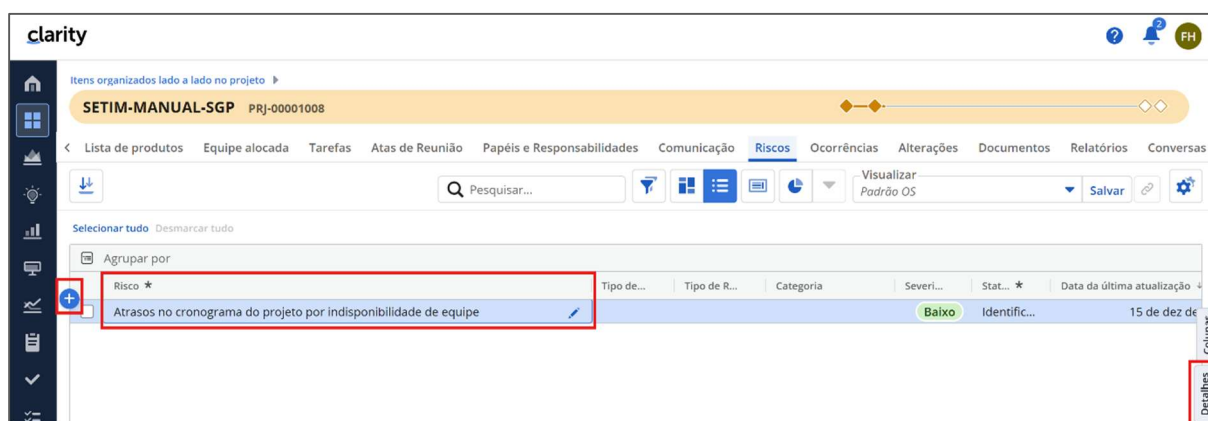 clarity
2
FH
Itens organizados lado a lado no projeto
SETIM-MANUAL-SGP PRJ-00001008
Lista de produtos Equipe alocada Tarefas Atas de Reunião Papéis e Responsabilidades Comunicação Riscos Ocorrências Alterações Documentos Relatórios Conversas
Pesquisar...
Visualizar
Padrão OS
Salvar
Selecionar tudo Desmarcar tudo
Agrupar por
Risco * Tipo de... Tipo de R... Categoria Severi... Stat... * Data da última atualização
Atrasos no cronograma do projeto por indisponibilidade de equipe Baixo Identific... 15 de dez de
Colunas
Detalhes